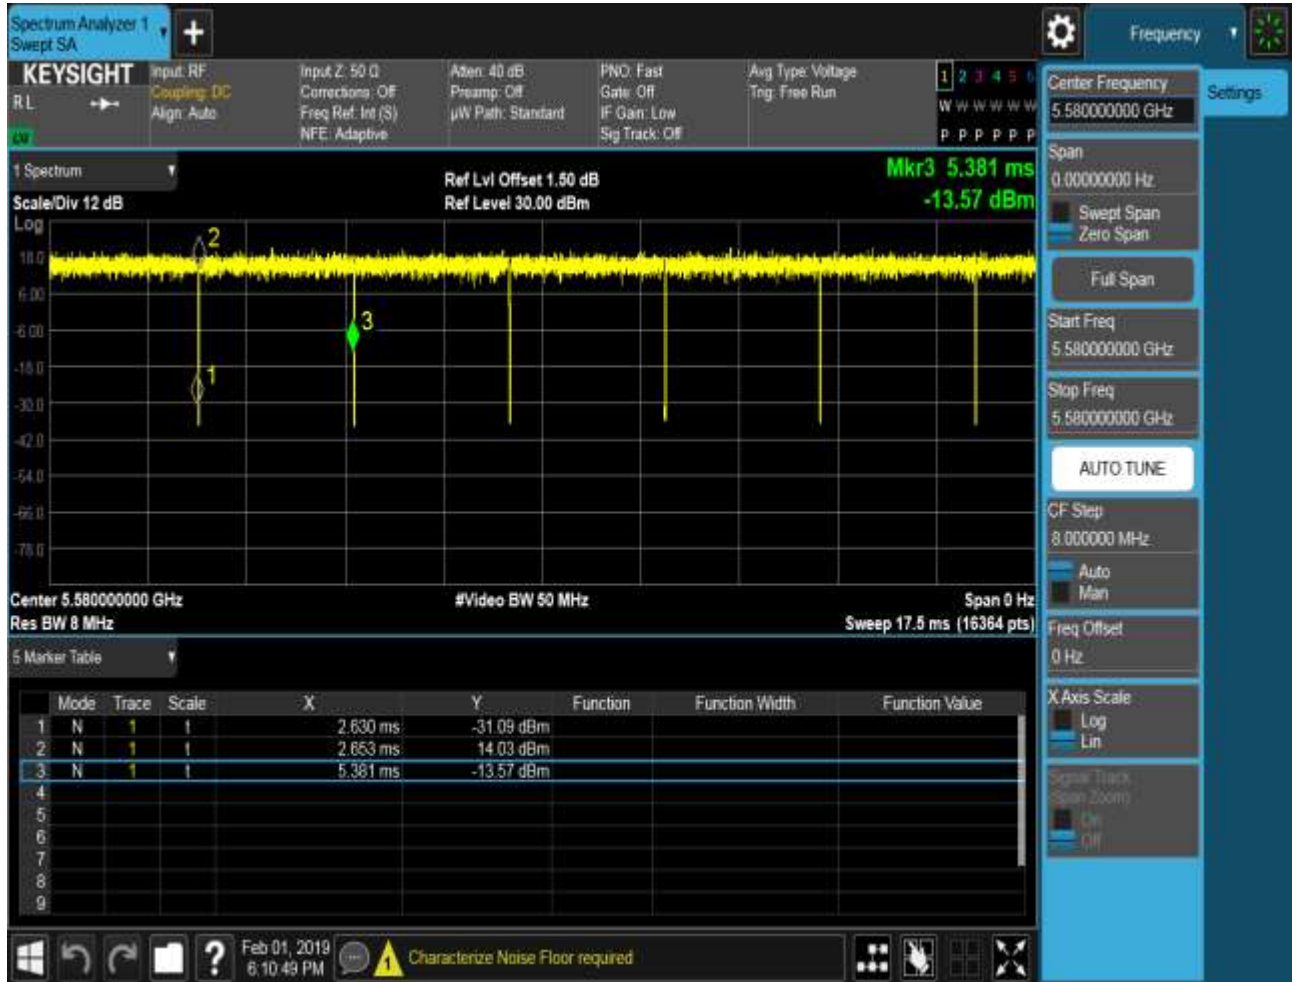 Spectrum Analyzer 1
Swept SA
+
Frequency
KEYSIGHT
RL
Input: RF
Coupling: DC
Align: Auto
Input Z: 50 Ω
Corrections: Off
Freq Ref: Int (S)
NFE: Adaptive
Atten: 40 dB
Preamp: Off
µW Path: Standard
PNO: Fast
Gate: Off
IF Gain: Low
Sig Track: Off
Avg Type: Voltage
Trig: Free Run
1 2 3 4 5 6
W W W W W W
P P P P P P
1 Spectrum
Scale/Div 12 dB
Ref Lvl Offset 1.50 dB
Ref Level 30.00 dBm
Mkr3 5.381 ms
-13.57 dBm
Log
18.0
6.00
-6.00
-18.0
-30.0
-42.0
-54.0
-66.0
-78.0
2
3
1
Center 5.580000000 GHz
#Video BW 50 MHz
Span 0 Hz
Res BW 8 MHz
Sweep 17.5 ms (16364 pts)
5 Marker Table
Mode Trace Scale X Y Function Function Width Function Value
1 N 1 t 2.630 ms -31.09 dBm
2 N 1 t 2.653 ms 14.03 dBm
3 N 1 t 5.381 ms -13.57 dBm
4
5
6
7
8
9
Center Frequency
5.580000000 GHz
Settings
Span
0.00000000 Hz
Swept Span
Zero Span
Full Span
Start Freq
5.580000000 GHz
Stop Freq
5.580000000 GHz
AUTO TUNE
CF Step
8.000000 MHz
Auto
Man
Freq Offset
0 Hz
X Axis Scale
Log
Lin
Signal Track
(Span Zoom)
On
Off
?
Feb 01, 2019
6:10:49 PM
1
Characterize Noise Floor required